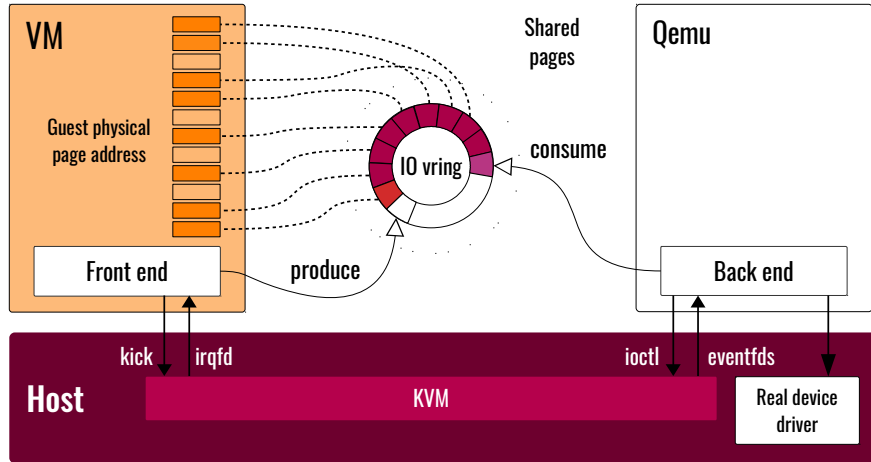 VM
Shared
pages
Qemu
Guest physical
page address
IO vring
consume
Front end
produce
Back end
kick
irqfd
ioctl
eventfds
Host
KVM
Real device
driver